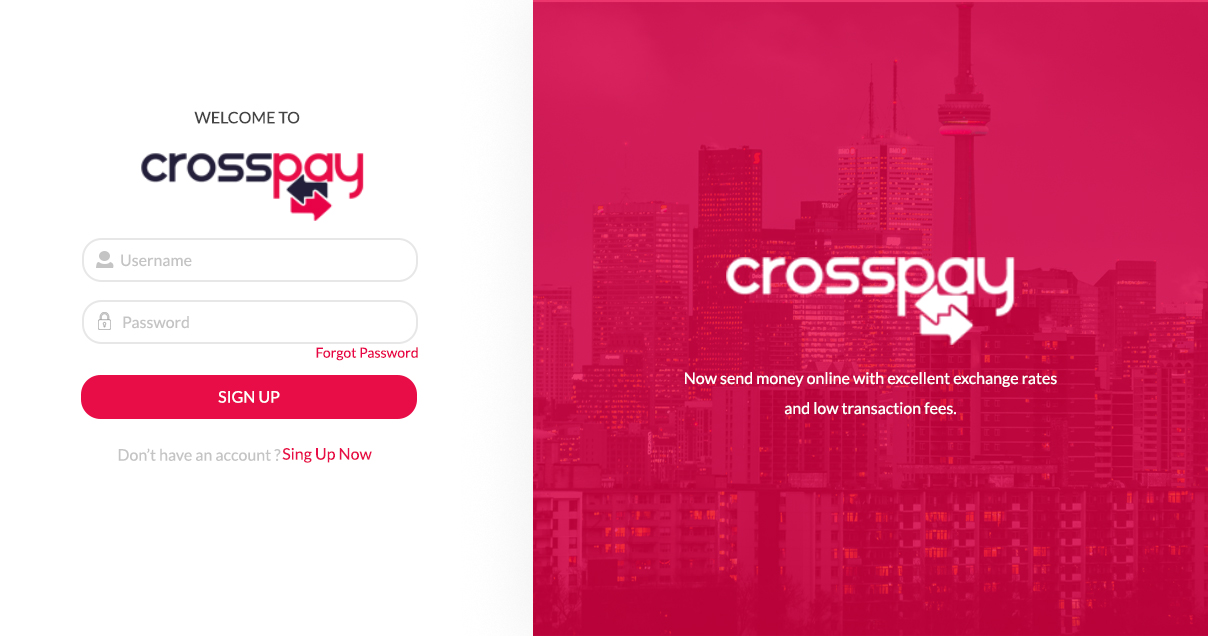 WELCOME TO
crosspay
Username
Password
Forgot Password
SIGN UP
Don't have an account ? Sing Up Now
crosspay
Now send money online with excellent exchange rates
and low transaction fees.